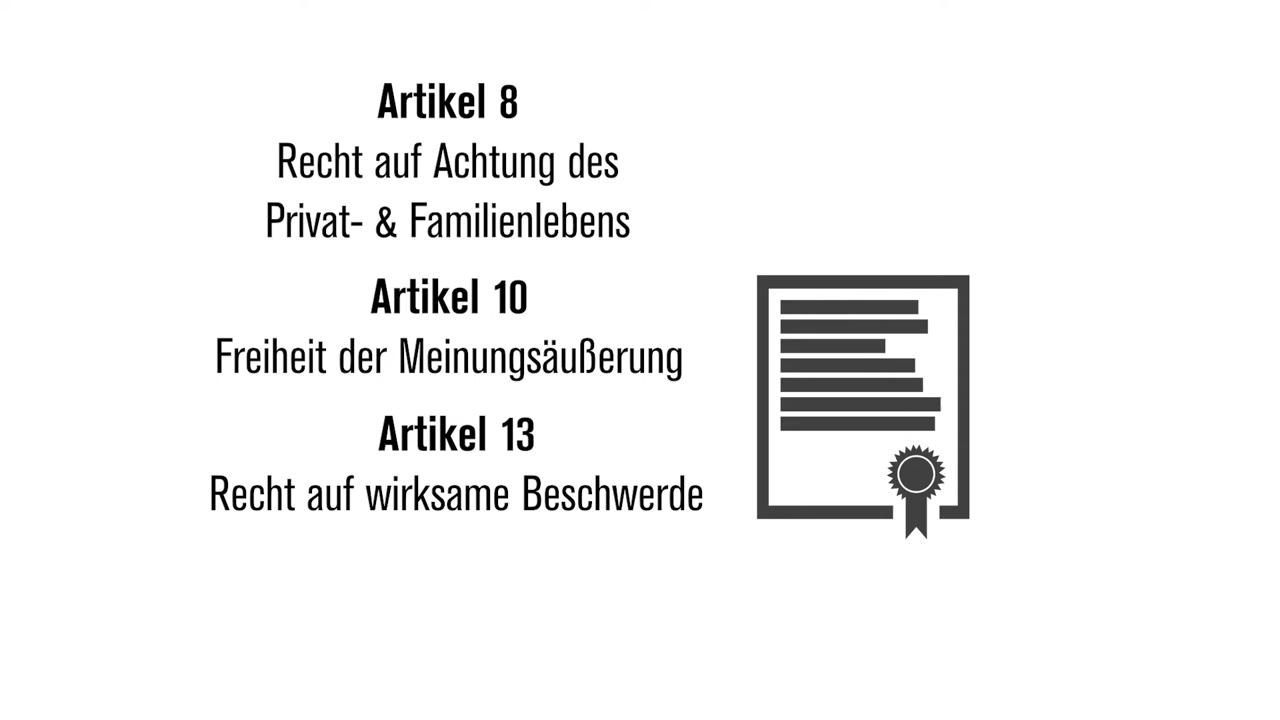 Artikel 8
Recht auf Achtung des
Privat- & Familienlebens
Artikel 10
Freiheit der Meinungsäußerung
Artikel 13
Recht auf wirksame Beschwerde